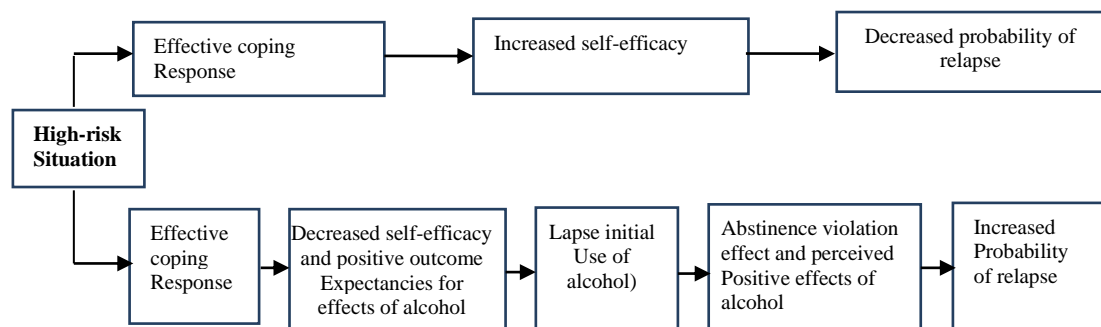 Effective coping
Response
Increased self-efficacy
Decreased probability of
relapse
High-risk
Situation
Effective
coping
Response
Decreased self-efficacy
and positive outcome
Expectancies for
effects of alcohol
Lapse initial
Use of
alcohol)
Abstinence violation
effect and perceived
Positive effects of
alcohol
Increased
Probability
of relapse